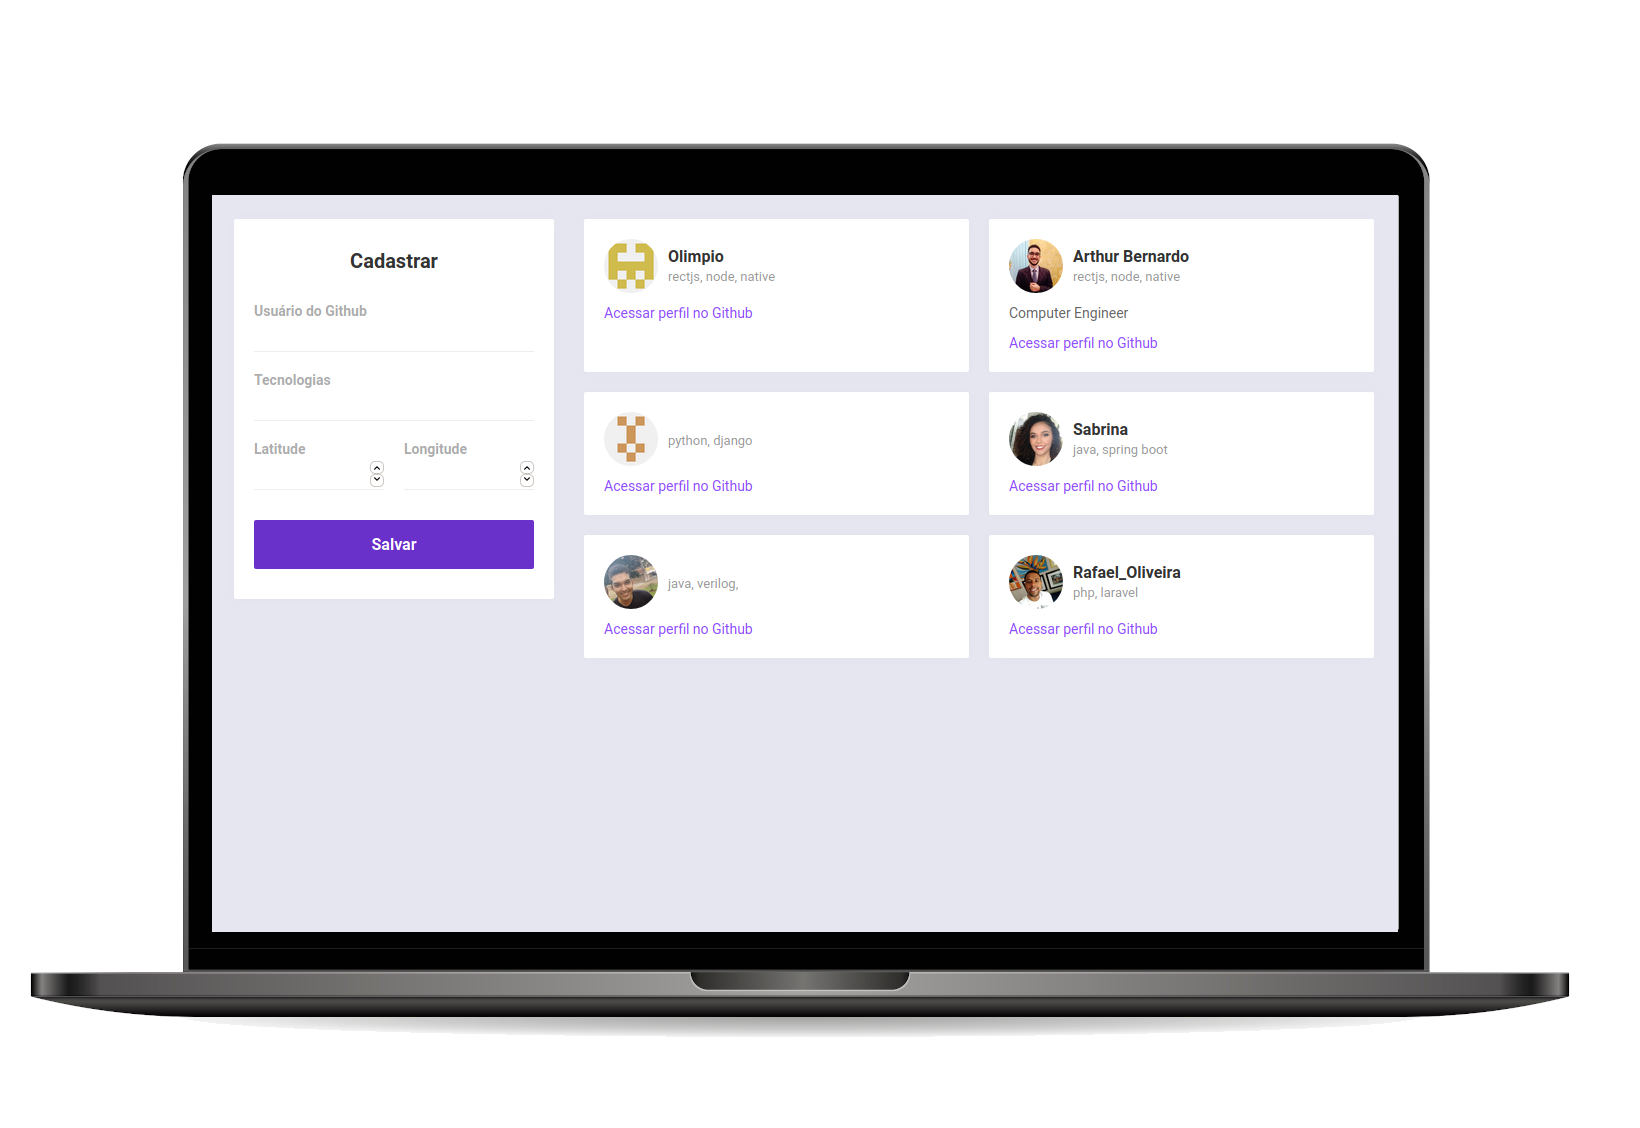 Cadastrar
Usuário do Github
Tecnologias
Latitude
Longitude
Salvar
Olimpio
rectjs, node, native
Acessar perfil no Github
Arthur Bernardo
rectjs, node, native
Computer Engineer
Acessar perfil no Github
python, django
Acessar perfil no Github
Sabrina
java, spring boot
Acessar perfil no Github
java, verilog,
Acessar perfil no Github
Rafael_Oliveira
php, laravel
Acessar perfil no Github